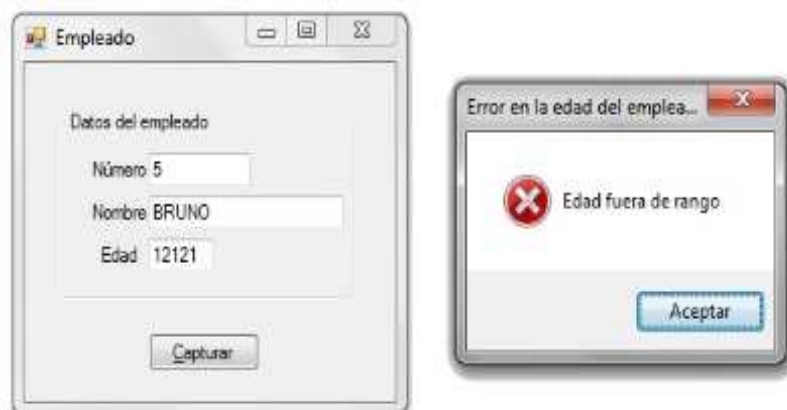 Empleado
Datos del empleado
Número 5
Nombre BRUNO
Edad 12121
Capturar
Error en la edad del emplea...
Edad fuera de rango
Aceptar